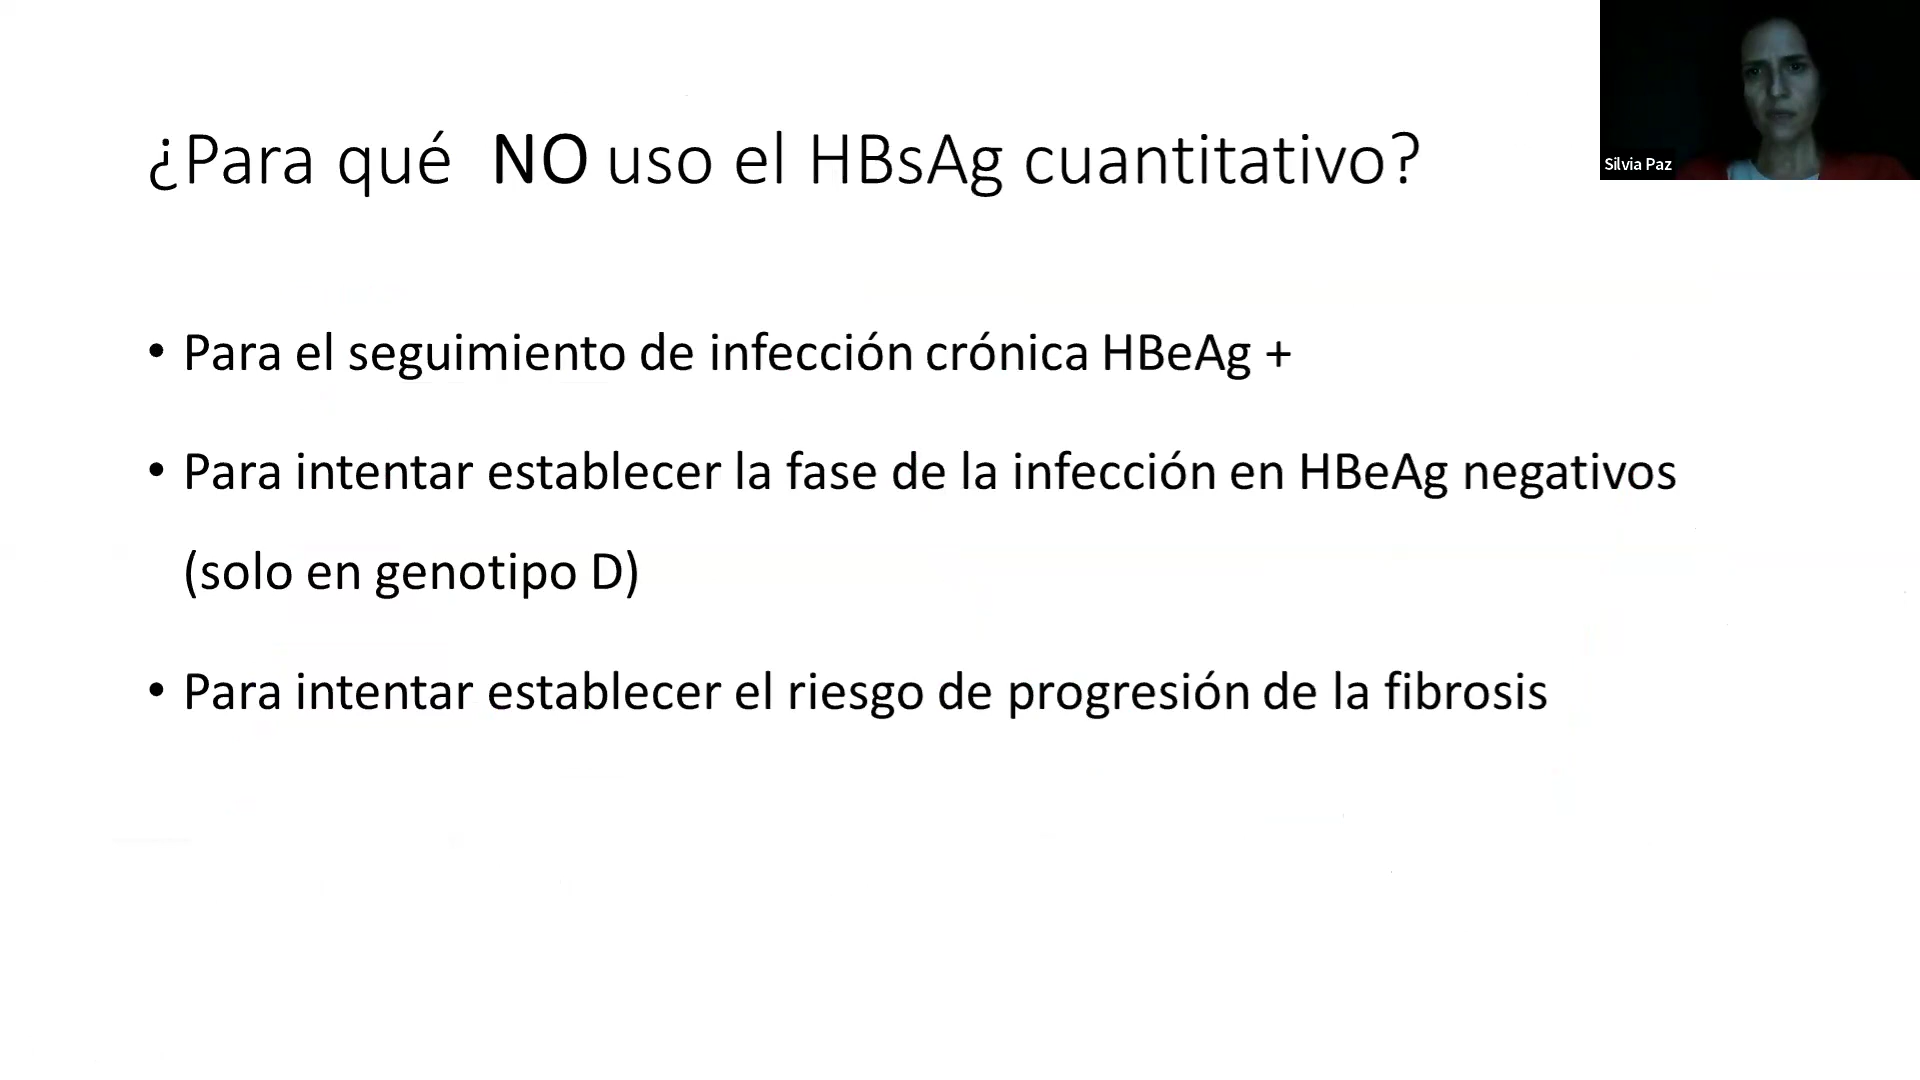 ¿Para qué NO uso el HBsAg cuantitativo?
Silvia Paz
• Para el seguimiento de infección crónica HBeAg +
• Para intentar establecer la fase de la infección en HBeAg negativos
(solo en genotipo D)
• Para intentar establecer el riesgo de progresión de la fibrosis